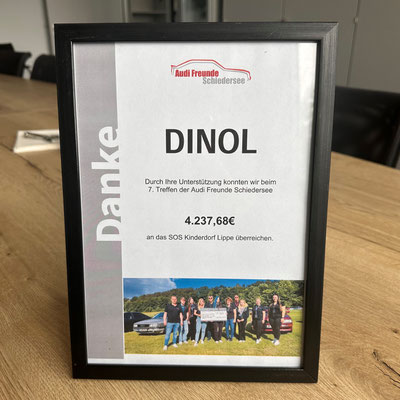 Audi Freunde
Schiedersee
Danke
DINOL
Durch Ihre Unterstützung konnten wir beim
7. Treffen der Audi Freunde Schiedersee
4.237,68€
an das SOS Kinderdorf Lippe überreichen.